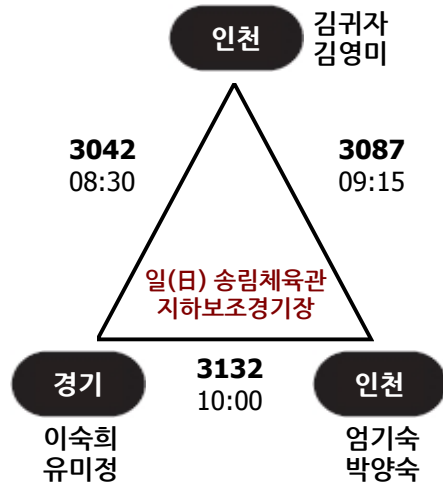 인천
김귀자
김영미
3042
08:30
3087
09:15
일(日) 송림체육관
지하보조경기장
경기
이숙희
유미정
3132
10:00
인천
엄기숙
박양숙